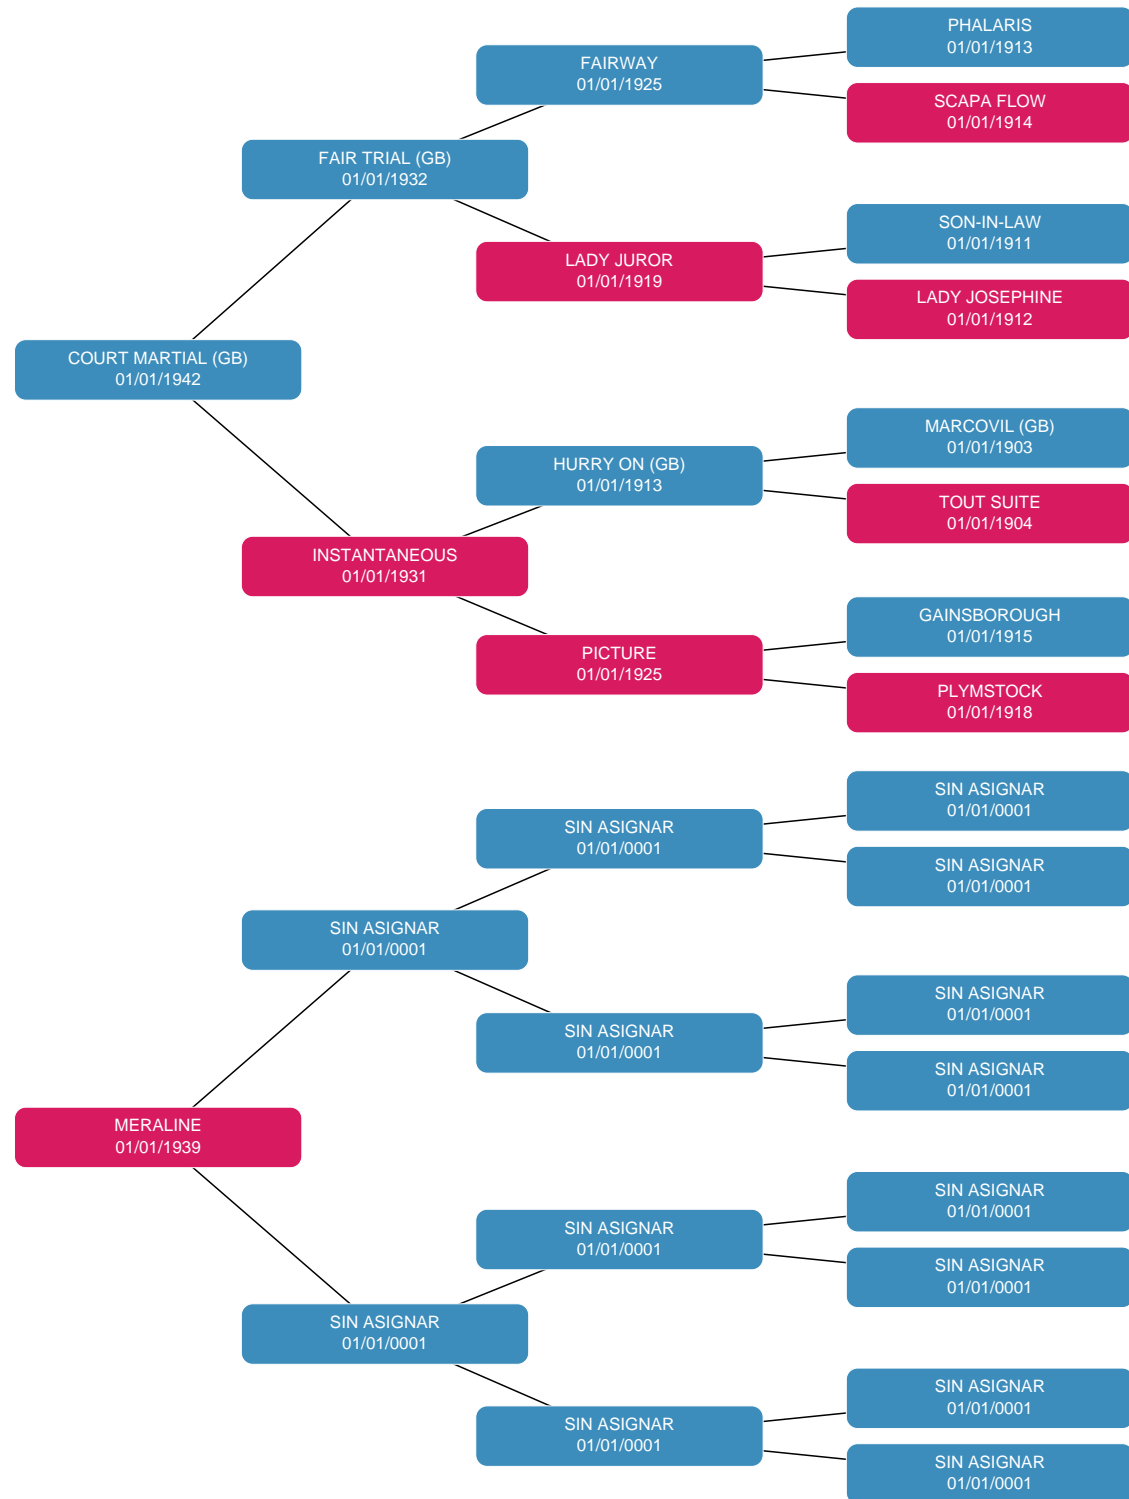 PHALARIS
01/01/1913
FAIRWAY
01/01/1925
SCAPA FLOW
01/01/1914
FAIR TRIAL (GB)
01/01/1932
SON-IN-LAW
01/01/1911
LADY JUROR
01/01/1919
LADY JOSEPHINE
01/01/1912
COURT MARTIAL (GB)
01/01/1942
MARCOVIL (GB)
01/01/1903
HURRY ON (GB)
01/01/1913
TOUT SUITE
01/01/1904
INSTANTANEOUS
01/01/1931
GAINSBOROUGH
01/01/1915
PICTURE
01/01/1925
PLYMSTOCK
01/01/1918
SIN ASIGNAR
01/01/0001
SIN ASIGNAR
01/01/0001
SIN ASIGNAR
01/01/0001
SIN ASIGNAR
01/01/0001
SIN ASIGNAR
01/01/0001
SIN ASIGNAR
01/01/0001
SIN ASIGNAR
01/01/0001
MERALINE
01/01/1939
SIN ASIGNAR
01/01/0001
SIN ASIGNAR
01/01/0001
SIN ASIGNAR
01/01/0001
SIN ASIGNAR
01/01/0001
SIN ASIGNAR
01/01/0001
SIN ASIGNAR
01/01/0001
SIN ASIGNAR
01/01/0001